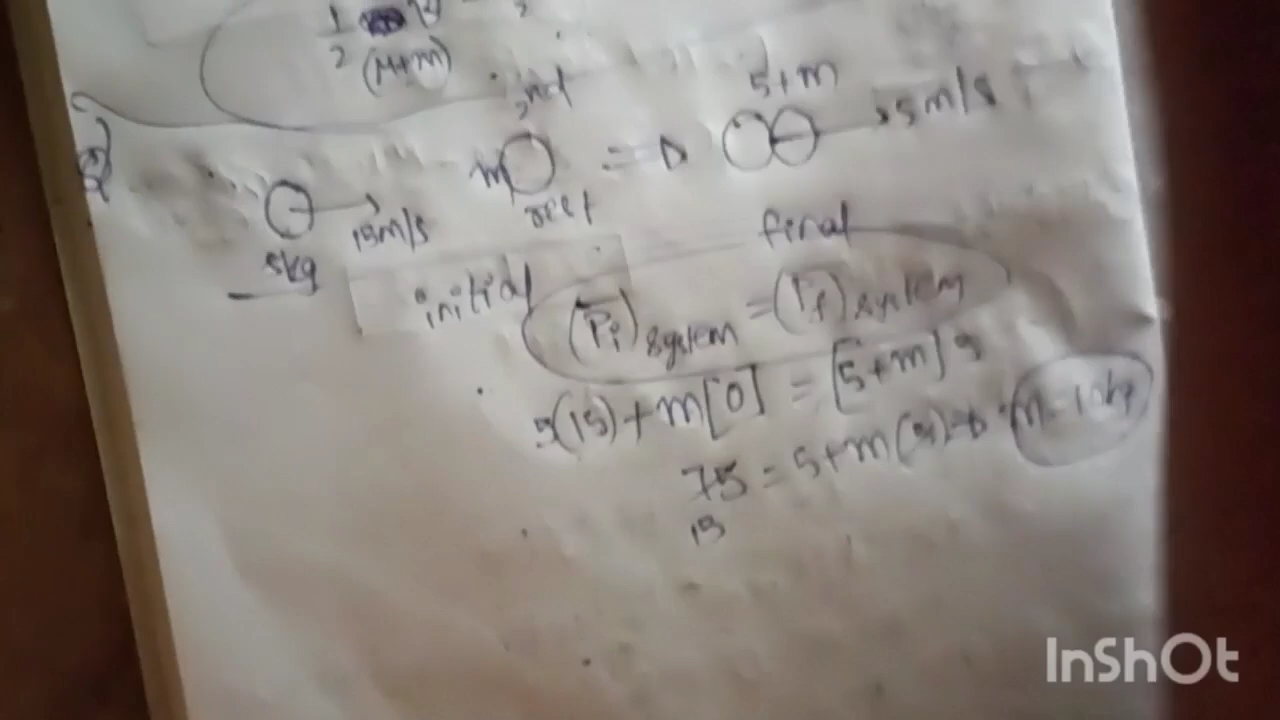 1
2 (M+m)
5+m
m
5m/s
rest
15m/s
5kg
final
initial
(Pi) system = (Pf) system
5(15) + m[0] = [5+m] 5
75 = 5+m(5) => m=10kg
15
InShOt